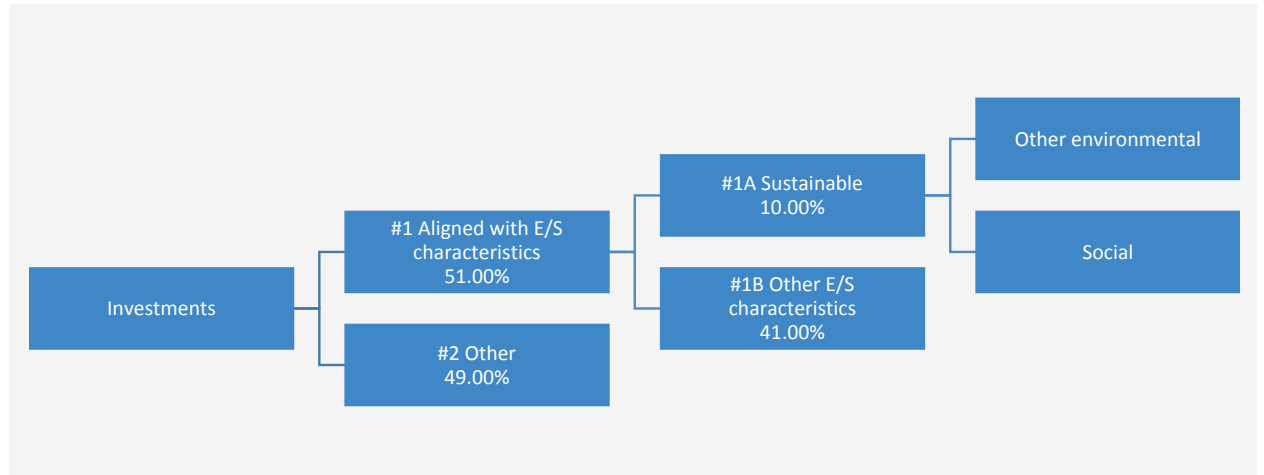 Investments
#1 Aligned with E/S
characteristics
51.00%
#2 Other
49.00%
#1A Sustainable
10.00%
#1B Other E/S
characteristics
41.00%
Other environmental
Social